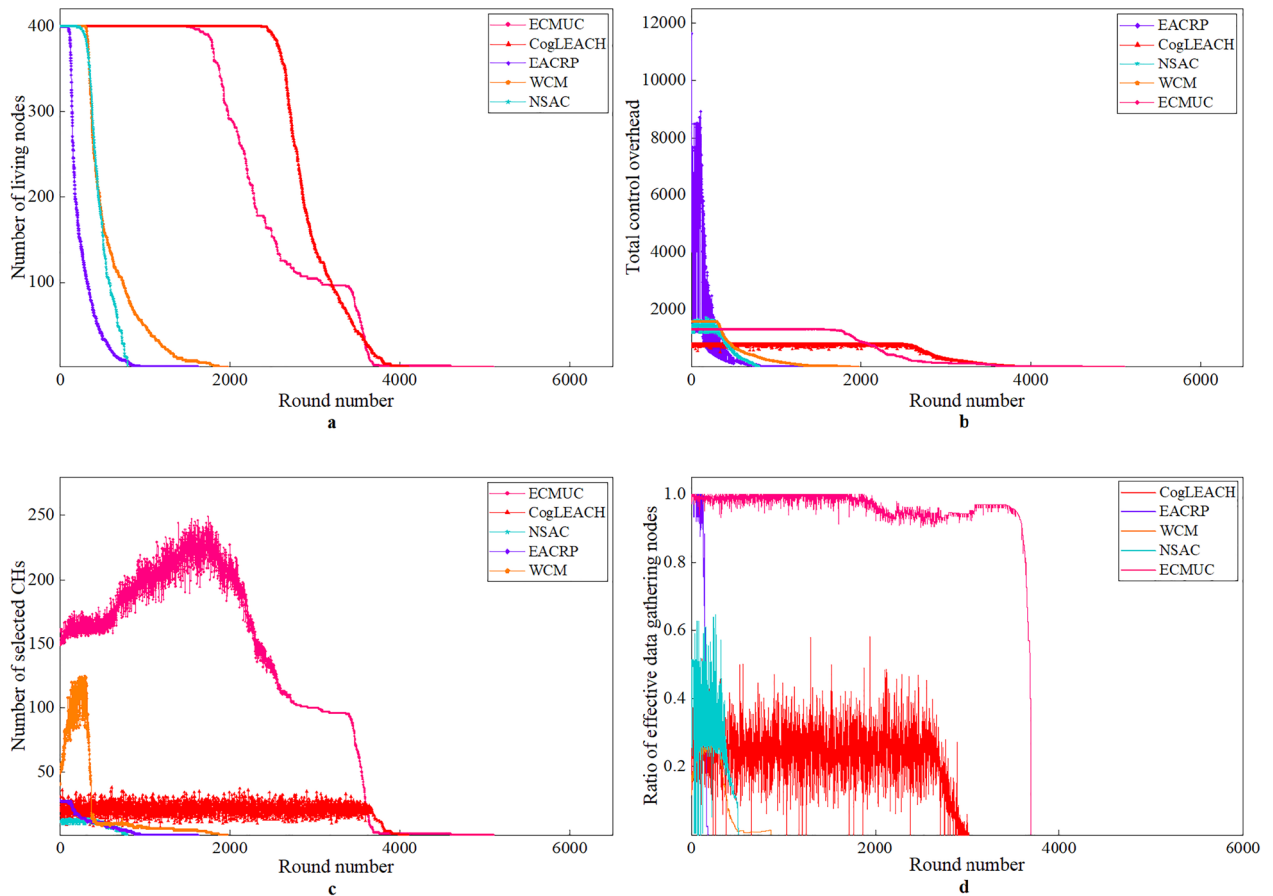 400
300
200
100
Number of living nodes
0
2000
4000
6000
Round number
a
ECMUC
CogLEACH
EACRP
WCM
NSAC
12000
10000
8000
6000
4000
2000
Total control overhead
0
2000
4000
6000
Round number
b
EACRP
CogLEACH
NSAC
WCM
ECMUC
250
200
150
100
50
Number of selected CHs
0
2000
4000
6000
Round number
c
ECMUC
CogLEACH
NSAC
EACRP
WCM
1.0
0.8
0.6
0.4
0.2
Ratio of effective data gathering nodes
0
2000
4000
6000
Round number
d
CogLEACH
EACRP
WCM
NSAC
ECMUC